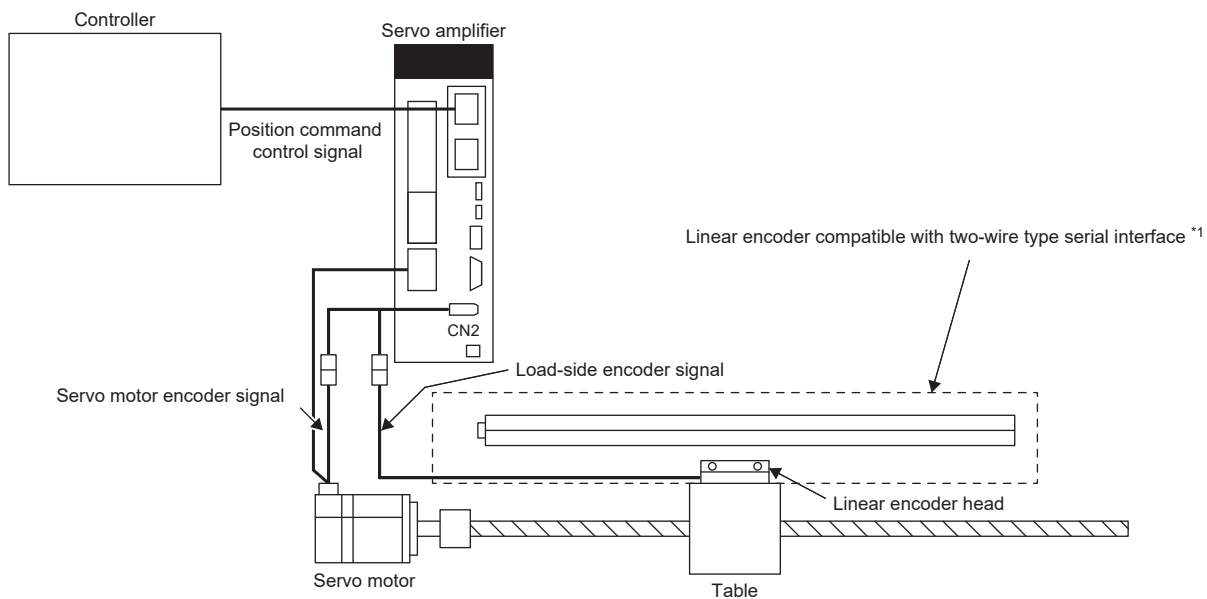 Controller
Servo amplifier
Position command
control signal
Linear encoder compatible with two-wire type serial interface *1
CN2
Load-side encoder signal
Servo motor encoder signal
Linear encoder head
Servo motor
Table